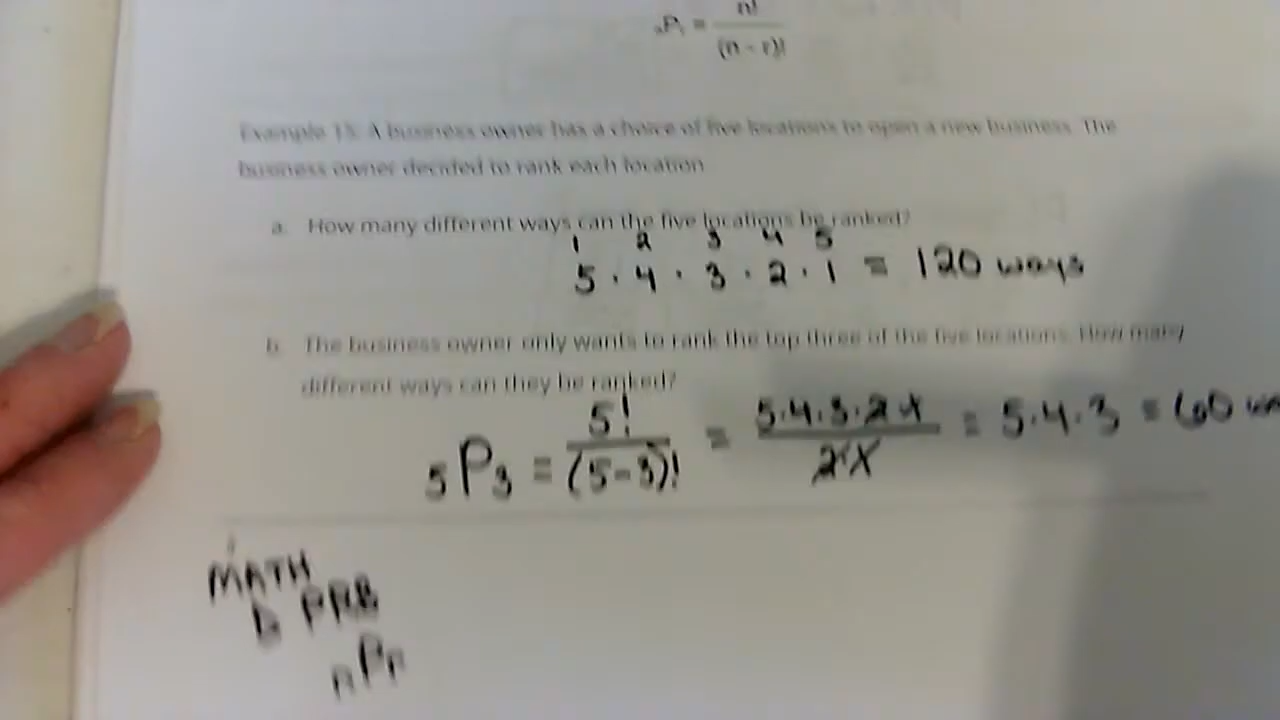 nPr = n! / (n - r)!
Example 15: A business owner has a choice of five locations to open a new business. The
business owner decided to rank each location.
a. How many different ways can the five locations be ranked?
1 2 3 4 5
5 · 4 · 3 · 2 · 1 = 120 ways
b. The business owner only wants to rank the top three of the five locations. How many
different ways can they be ranked?
5P3 = 5! / (5-3)! = 5·4·3·2·1 / 2·1 = 5·4·3 = 60
MATH
PRB
nPr